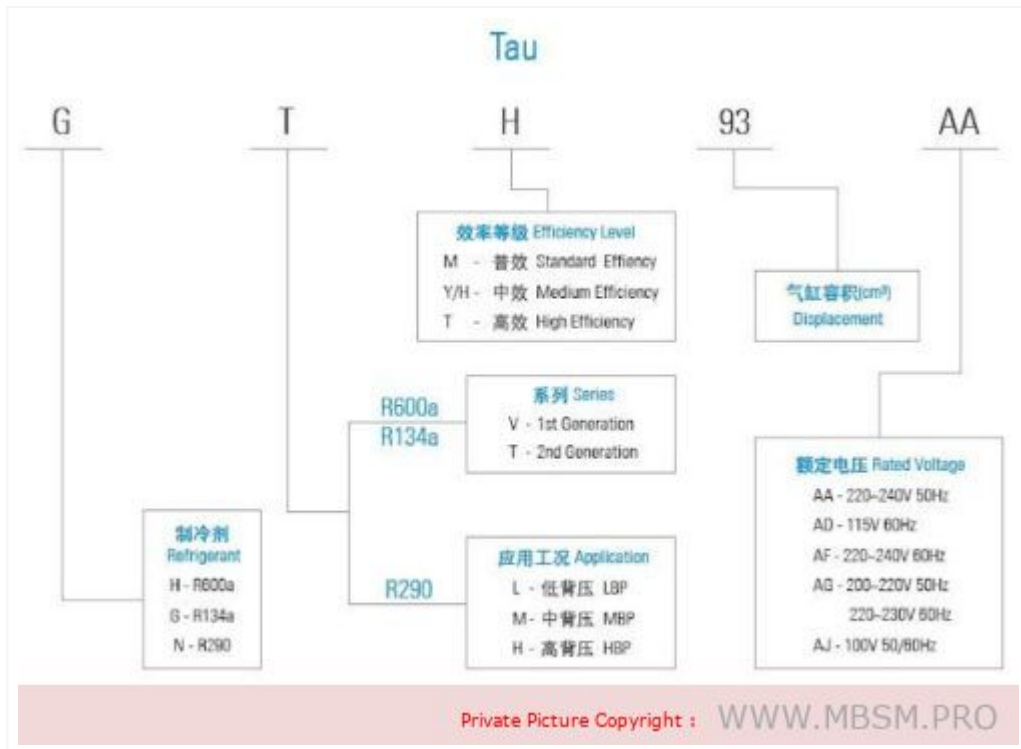 Tau
G T H 93 AA
效率等级 Efficiency Level
M - 普效 Standard Effiency
Y/H - 中效 Medium Efficiency
T - 高效 High Efficiency
气缸容积(cm³)
Displacement
R600a
R134a
系列 Series
V - 1st Generation
T - 2nd Generation
额定电压 Rated Voltage
AA - 220~240V 50Hz
AD - 115V 60Hz
AF - 220~240V 60Hz
AG - 200~220V 50Hz
220~230V 60Hz
AJ - 100V 50/60Hz
制冷剂
Refrigerant
H - R600a
G - R134a
N - R290
R290
应用工况 Application
L - 低背压 LBP
M - 中背压 MBP
H - 高背压 HBP
Private Picture Copyright : WWW.MBSM.PRO